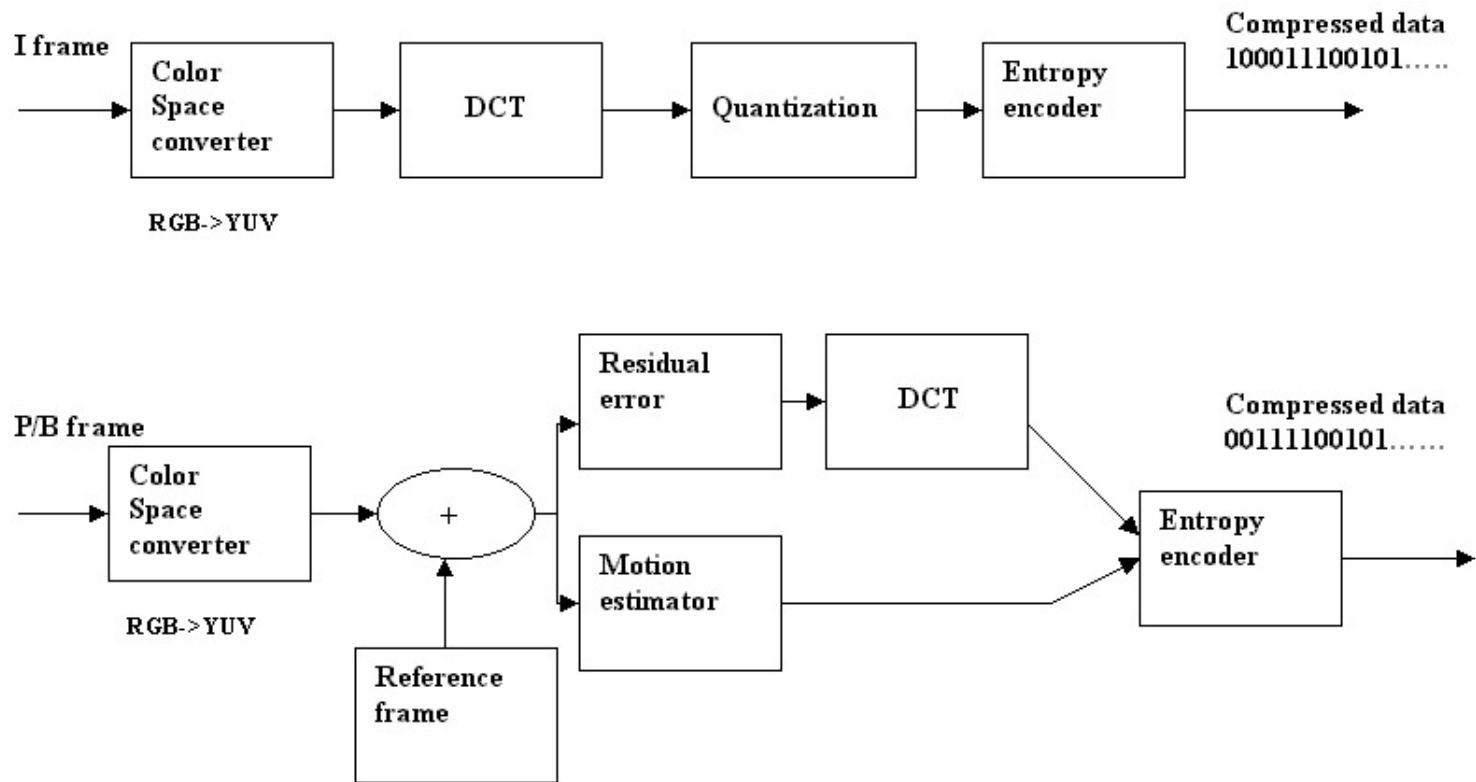 I frame
Color
Space
converter
DCT
Quantization
Entropy
encoder
Compressed data
100011100101.....
RGB->YUV
P/B frame
Color
Space
converter
RGB->YUV
+
Reference
frame
Residual
error
DCT
Motion
estimator
Entropy
encoder
Compressed data
00111100101......